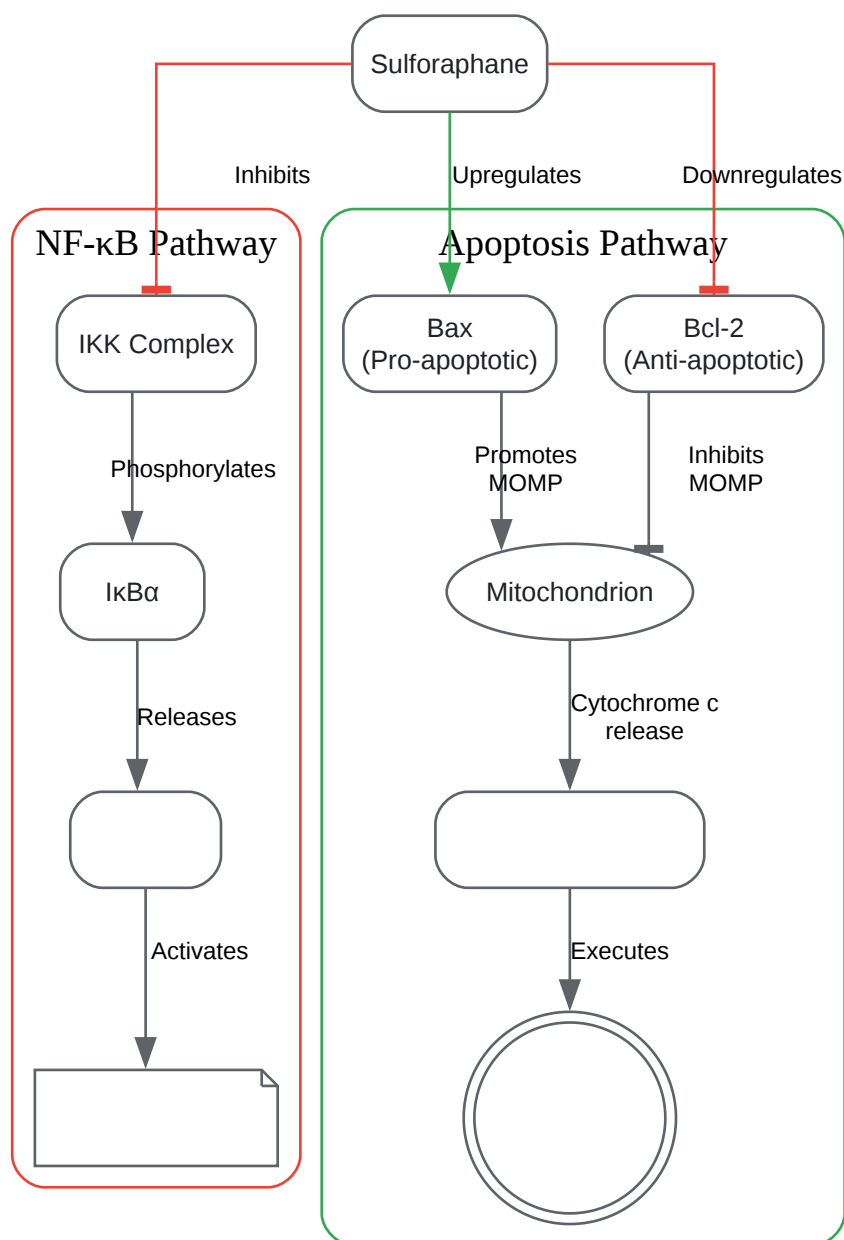 Sulforaphane
Inhibits
Upregulates
Downregulates
NF-κB Pathway
Apoptosis Pathway
IKK Complex
Bax
(Pro-apoptotic)
Bcl-2
(Anti-apoptotic)
Phosphorylates
Promotes
MOMP
Inhibits
MOMP
IκBα
Mitochondrion
Releases
Cytochrome c
release
Activates
Executes